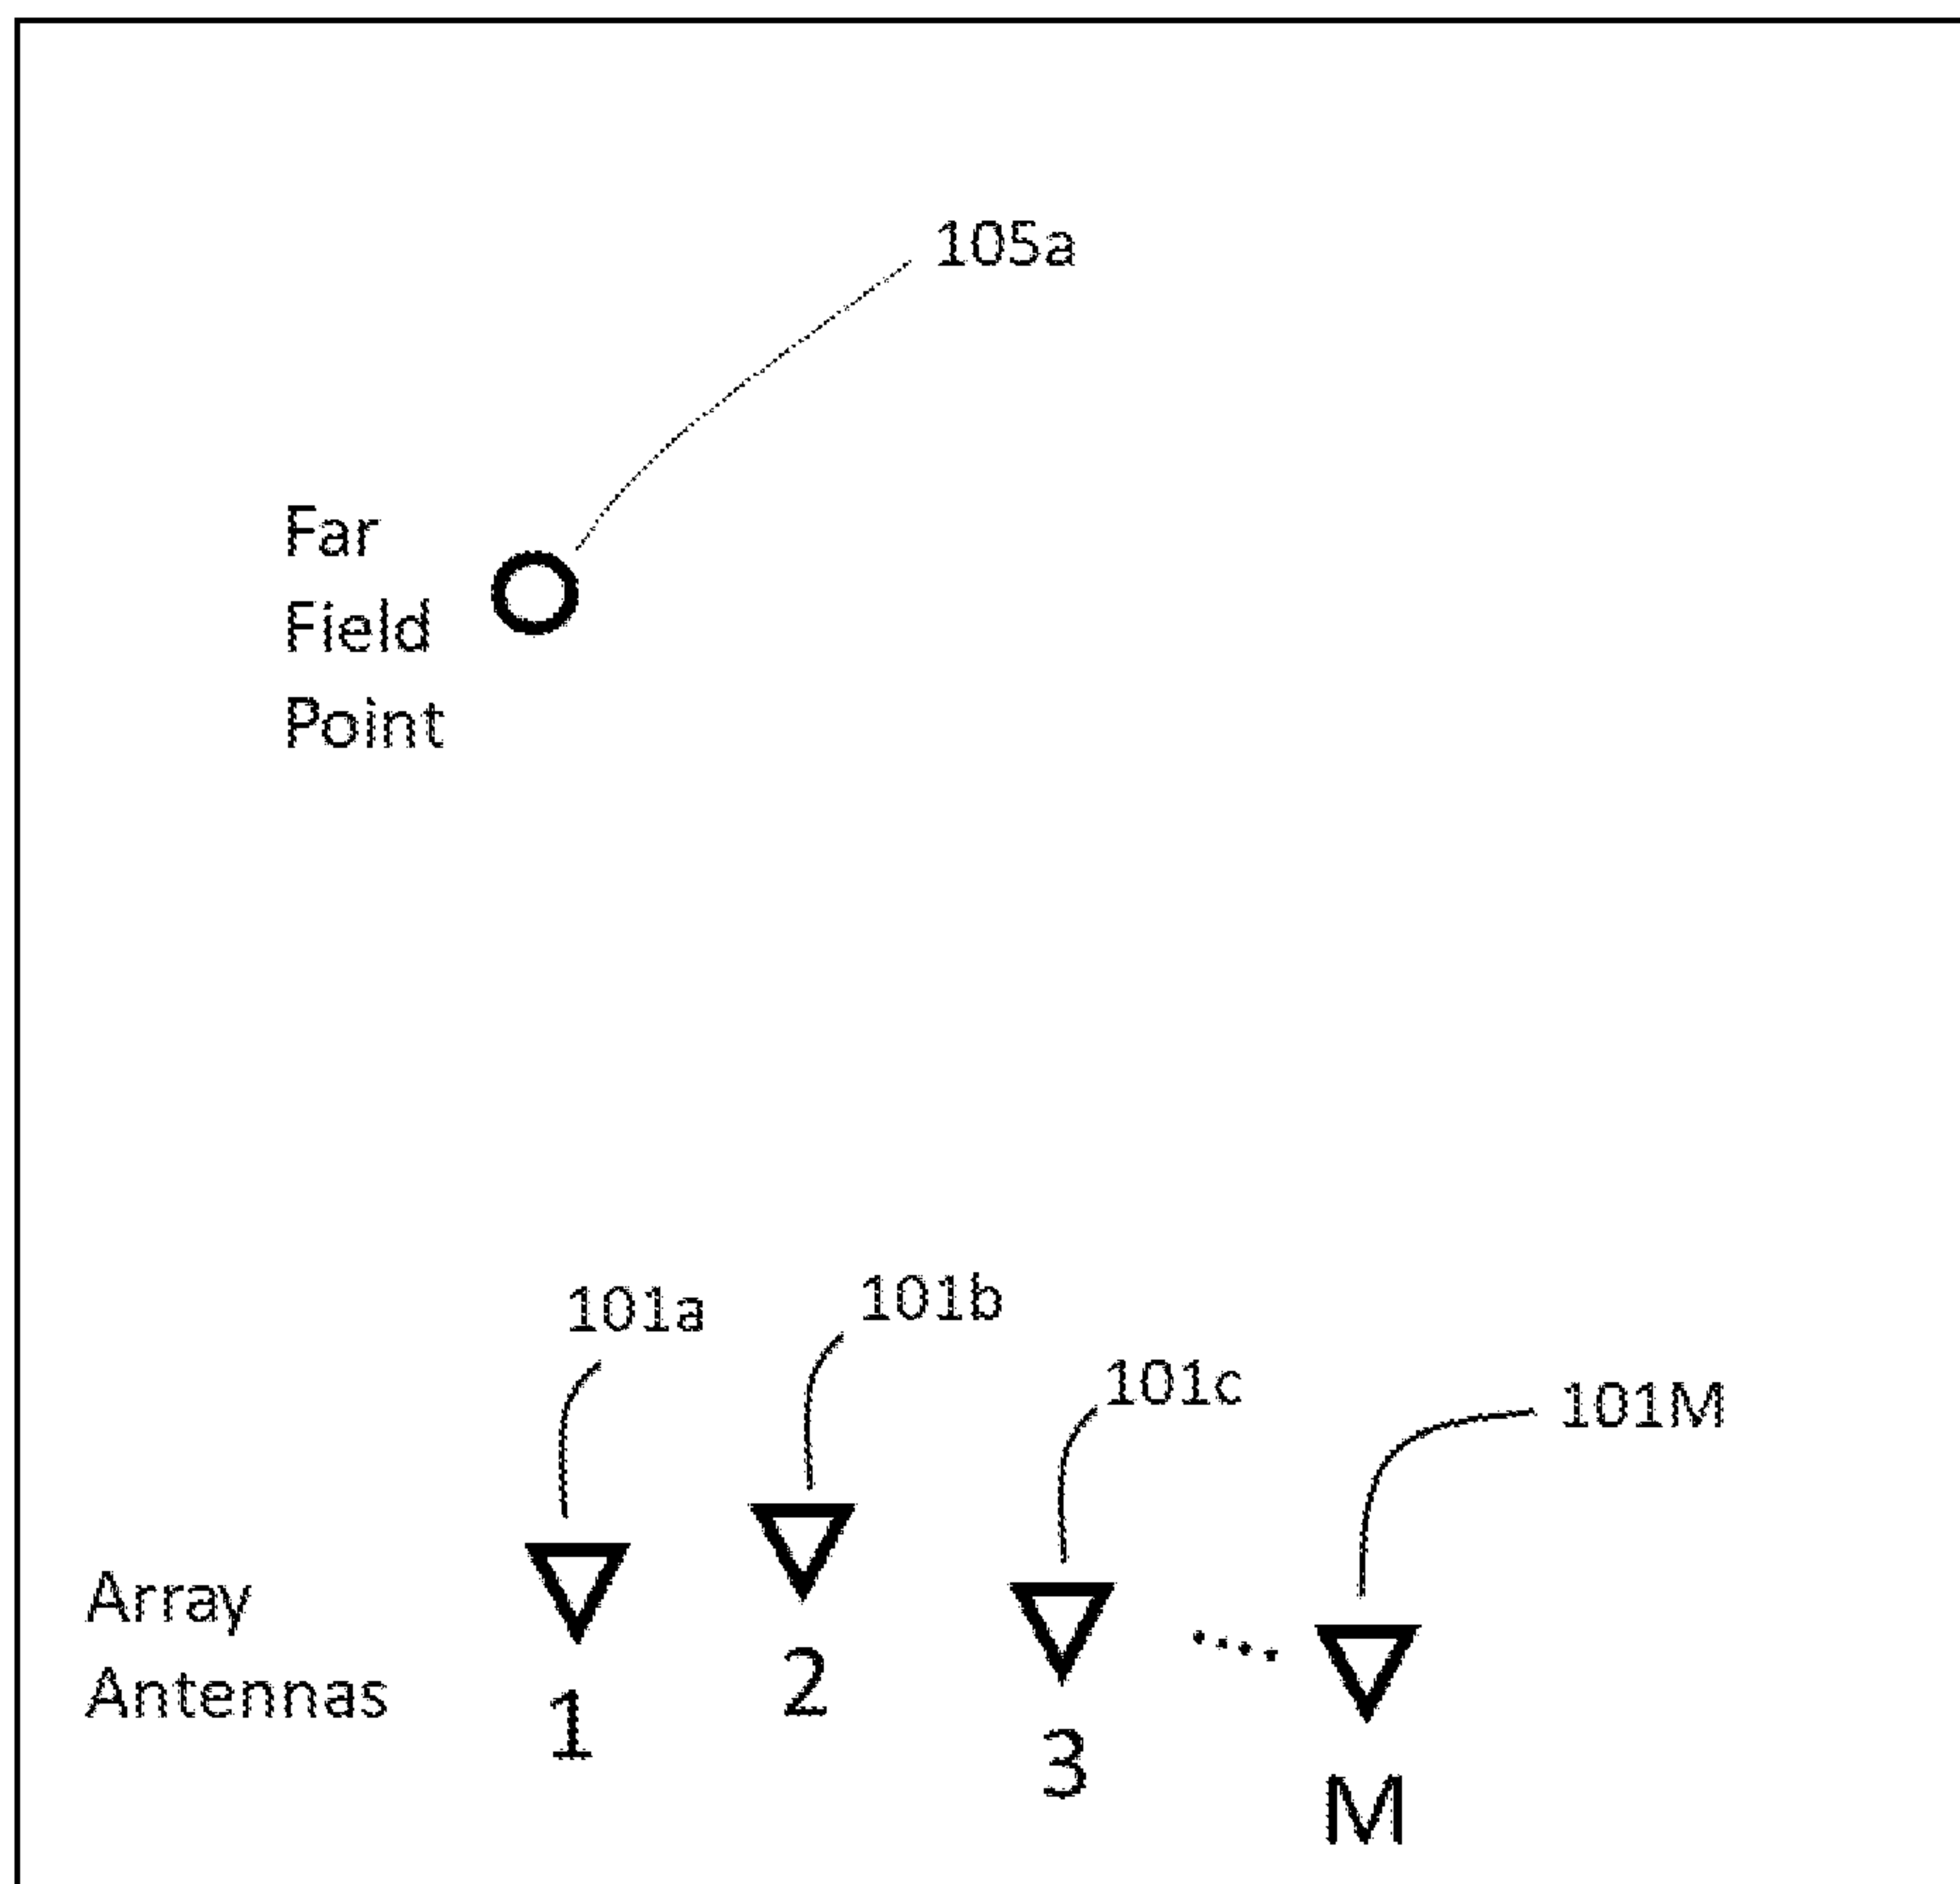 105a
Far
Field
Point
101a
101b
101c
101M
Array
Antennas
1
2
3
M